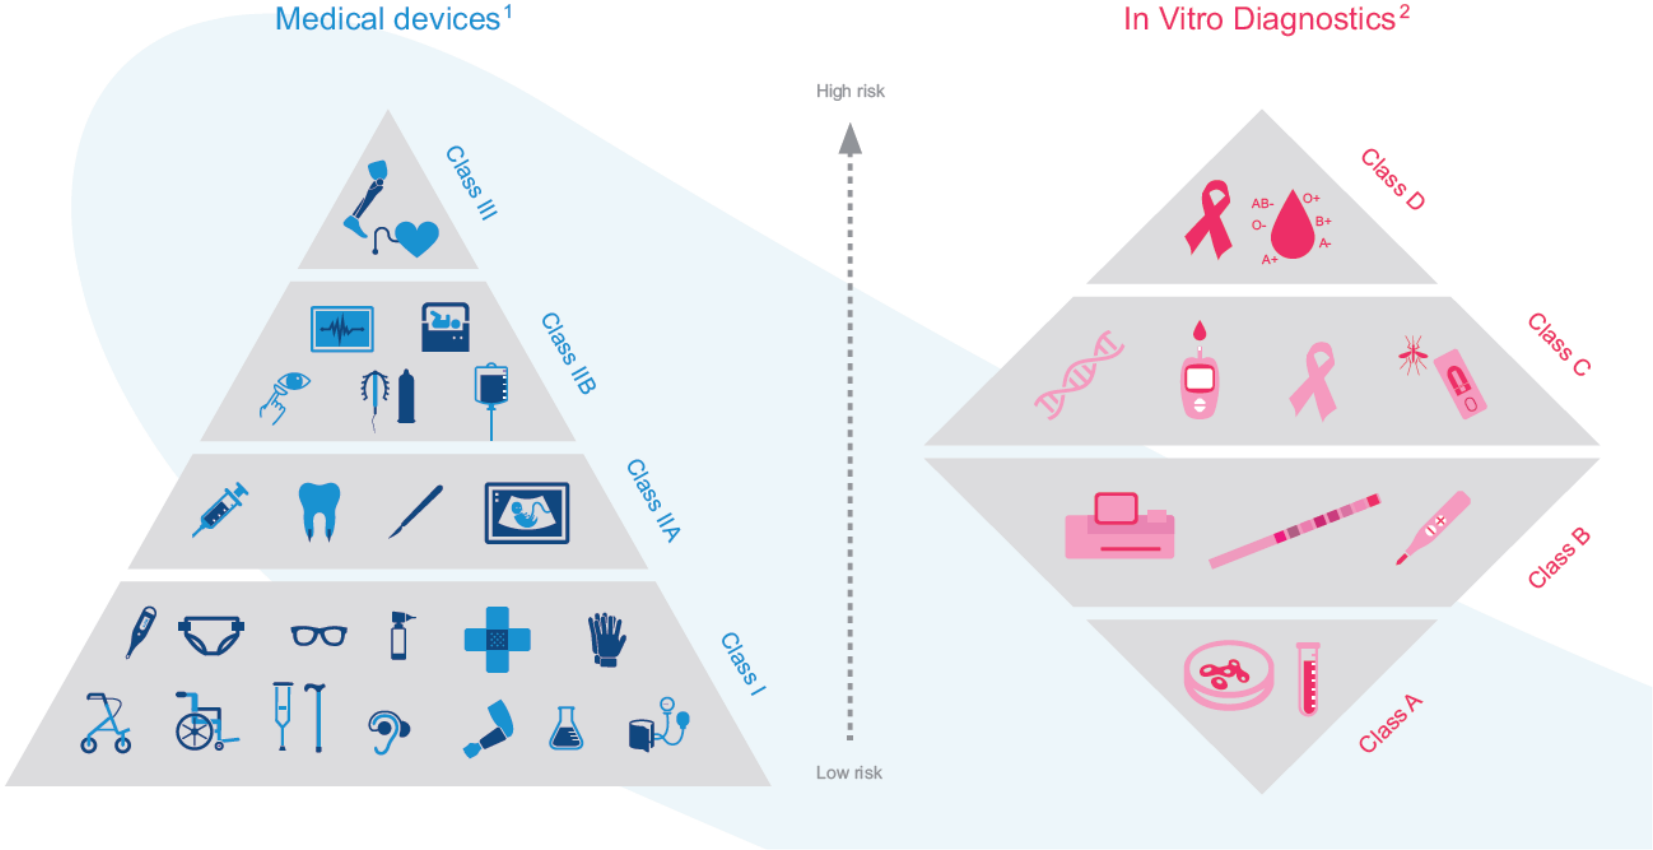 Medical devices1
In Vitro Diagnostics2
High risk
Class III
Class D
AB-
O+
O-
B+
A-
A+
Class IIB
Class C
Class IIA
Class B
Class I
Class A
Low risk